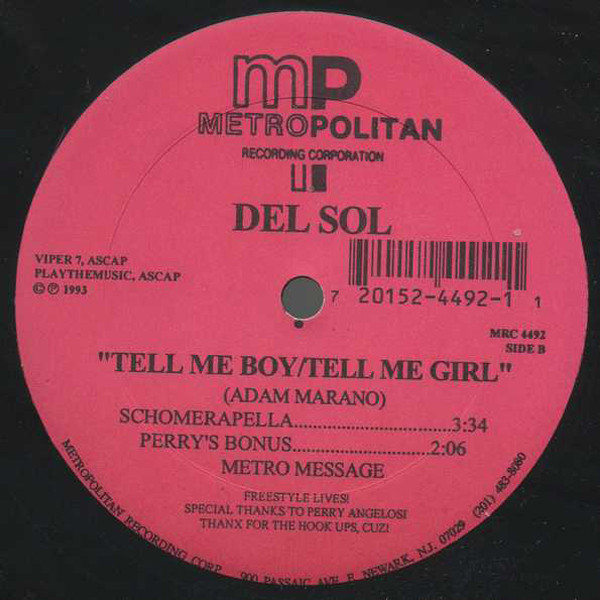 mP
METROPOLITAN
RECORDING CORPORATION
DEL SOL
VIPER 7, ASCAP
PLAYTHEMUSIC, ASCAP
© ℗ 1993
7 20152-4492-1 1
MRC 4492
SIDE B
"TELL ME BOY/TELL ME GIRL"
(ADAM MARANO)
SCHOMERAPELLA..............................3:34
PERRY'S BONUS..........................2:06
METRO MESSAGE
FREESTYLE LIVES!
SPECIAL THANKS TO PERRY ANGELOSI
THANX FOR THE HOOK UPS, CUZ!
METROPOLITAN RECORDING CORP. 900 PASSAIC AVE. E. NEWARK, N.J. 07029 (201) 483-8080